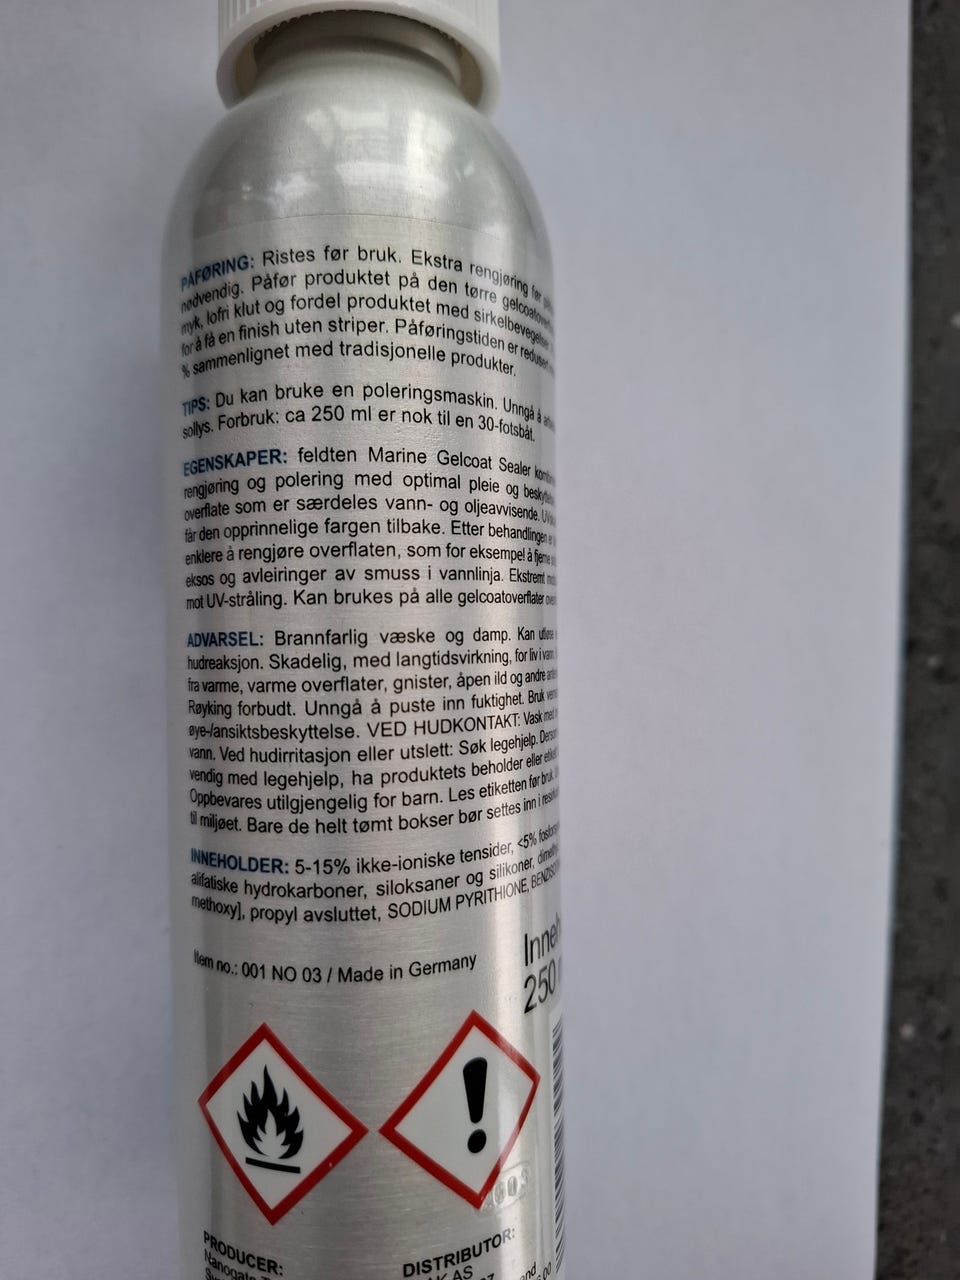 PÅFØRING: Ristes før bruk. Ekstra rengjøring før
nødvendig. Påfør produktet på den tørre
myk, lofri klut og fordel produktet med
for å få en finish uten striper. Påføringstiden er
% sammenlignet med tradisjonelle produkter.
TIPS: Du kan bruke en poleringsmaskin. Unngå å
sollys. Forbruk: ca 250 ml er nok til en 30-fotsbåt.
EGENSKAPER: feldten Marine Gelcoat Sealer
rengjøring og polering med optimal pleie og
overflate som er særdeles vann- og oljeavvisende.
får den opprinnelige fargen tilbake. Etter behandlingen
enklere å rengjøre overflaten, som for eksempel å fjerne
eksos og avleiringer av smuss i vannlinja. Ekstremt
mot UV-stråling. Kan brukes på alle gelcoatoverflater
ADVARSEL: Brannfarlig væske og damp. Kan utløse
hudreaksjon. Skadelig, med langtidsvirkning, for liv i vann.
fra varme, varme overflater, gnister, åpen ild og andre
Røyking forbudt. Unngå å puste inn fuktighet. Bruk
øye-/ansiktsbeskyttelse. VED HUDKONTAKT: Vask med
vann. Ved hudirritasjon eller utslett: Søk legehjelp. Dersom
vendig med legehjelp, ha produktets beholder eller
Oppbevares utilgjengelig for barn. Les etiketten før bruk.
til miljøet. Bare de helt tømt bokser bør settes inn i
INNEHOLDER: 5-15% ikke-ioniske tensider, <5%
alifatiske hydrokarboner, siloksaner og silikoner,
methoxy], propyl avsluttet, SODIUM PYRITHIONE,
Item no.: 001 NO 03 / Made in Germany
250
PRODUCER:
DISTRIBUTOR:
AS